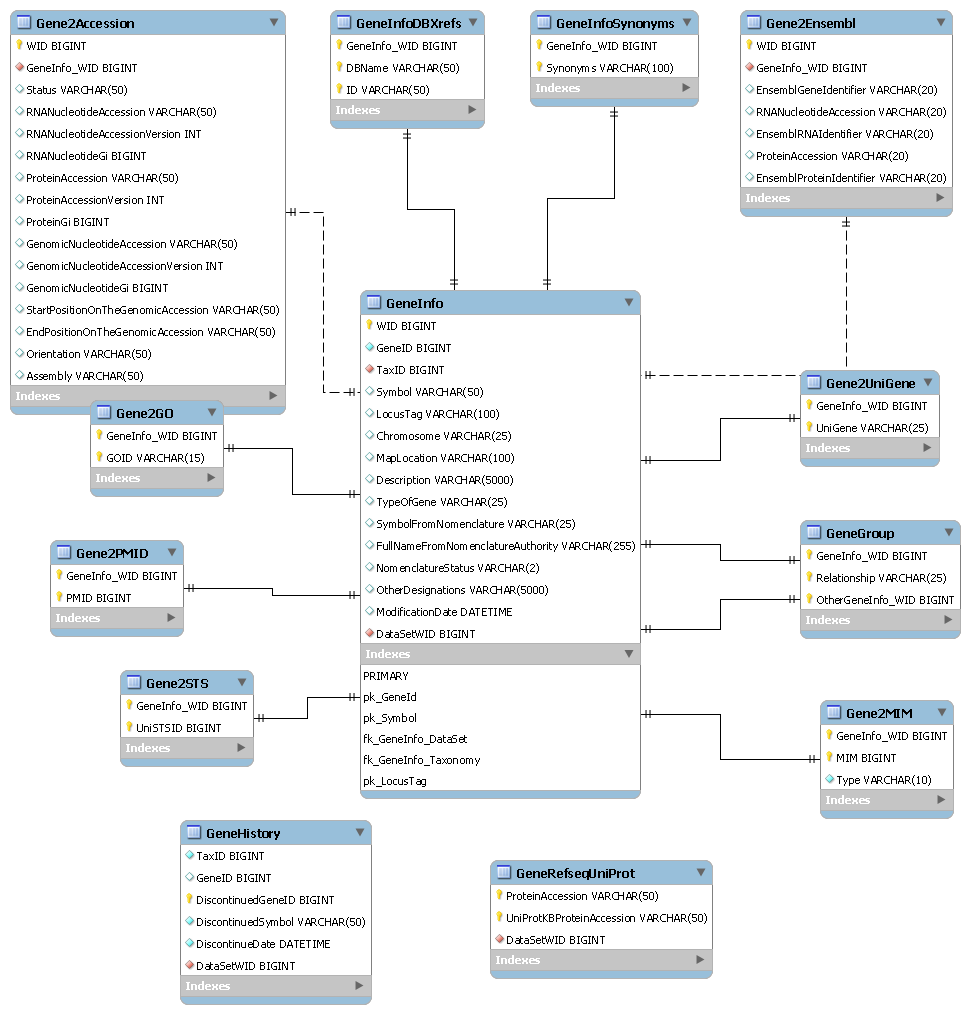 Gene2Accession
WID BIGINT
GeneInfo_WID BIGINT
Status VARCHAR(50)
RNANucleotideAccession VARCHAR(50)
RNANucleotideAccessionVersion INT
RNANucleotideGi BIGINT
ProteinAccession VARCHAR(50)
ProteinAccessionVersion INT
ProteinGi BIGINT
GenomicNucleotideAccession VARCHAR(50)
GenomicNucleotideAccessionVersion INT
GenomicNucleotideGi BIGINT
StartPositionOnTheGenomicAccession VARCHAR(50)
EndPositionOnTheGenomicAccession VARCHAR(50)
Orientation VARCHAR(50)
Assembly VARCHAR(50)
Indexes
GeneInfoDBXrefs
GeneInfo_WID BIGINT
DBName VARCHAR(50)
ID VARCHAR(50)
Indexes
GeneInfoSynonyms
GeneInfo_WID BIGINT
Synonyms VARCHAR(100)
Indexes
Gene2Ensembl
WID BIGINT
GeneInfo_WID BIGINT
EnsemblGeneIdentifier VARCHAR(20)
RNANucleotideAccession VARCHAR(20)
EnsemblRNAIdentifier VARCHAR(20)
ProteinAccession VARCHAR(20)
EnsemblProteinIdentifier VARCHAR(20)
Indexes
GeneInfo
WID BIGINT
GeneID BIGINT
TaxID BIGINT
Symbol VARCHAR(50)
LocusTag VARCHAR(100)
Chromosome VARCHAR(25)
MapLocation VARCHAR(100)
Description VARCHAR(5000)
TypeOfGene VARCHAR(25)
SymbolFromNomenclature VARCHAR(25)
FullNameFromNomenclatureAuthority VARCHAR(255)
NomenclatureStatus VARCHAR(2)
OtherDesignations VARCHAR(5000)
ModificationDate DATETIME
DataSetWID BIGINT
Indexes
PRIMARY
pk_GeneId
pk_Symbol
fk_GeneInfo_DataSet
fk_GeneInfo_Taxonomy
pk_LocusTag
Gene2GO
GeneInfo_WID BIGINT
GOID VARCHAR(15)
Indexes
Gene2UniGene
GeneInfo_WID BIGINT
UniGene VARCHAR(25)
Indexes
Gene2PMID
GeneInfo_WID BIGINT
PMID BIGINT
Indexes
GeneGroup
GeneInfo_WID BIGINT
Relationship VARCHAR(25)
OtherGeneInfo_WID BIGINT
Indexes
Gene2STS
GeneInfo_WID BIGINT
UniSTSID BIGINT
Indexes
Gene2MIM
GeneInfo_WID BIGINT
MIM BIGINT
Type VARCHAR(10)
Indexes
GeneHistory
TaxID BIGINT
GeneID BIGINT
DiscontinuedGeneID BIGINT
DiscontinuedSymbol VARCHAR(50)
DiscontinueDate DATETIME
DataSetWID BIGINT
Indexes
GeneRefseqUniProt
ProteinAccession VARCHAR(50)
UniProtKBProteinAccession VARCHAR(50)
DataSetWID BIGINT
Indexes